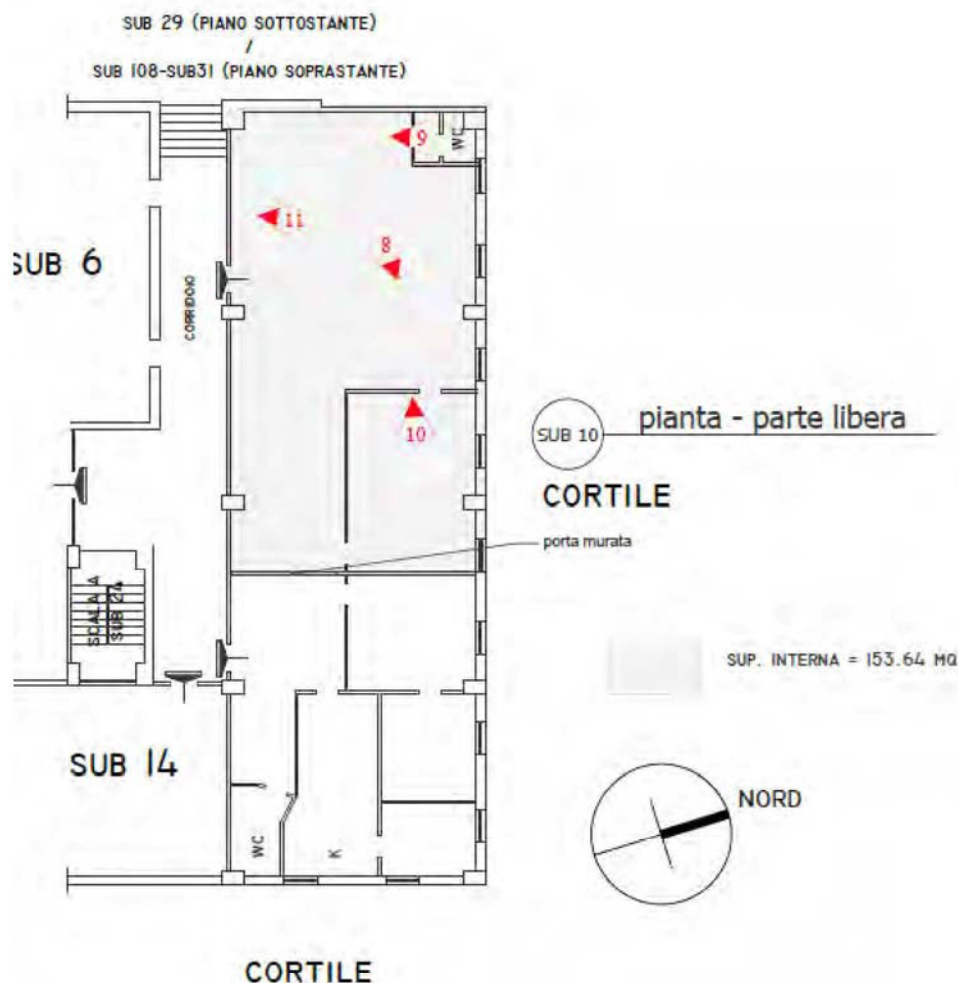 SUB 29 (PIANO SOTTOSTANTE)
/
SUB 108-SUB31 (PIANO SOPRASTANTE)
9
WC
11
8
SUB 6
CORRIDOIO
10
SUB 10
pianta - parte libera
CORTILE
porta murata
SCALA A
SUB 24
SUP. INTERNA = 153.64 MQ
SUB 14
NORD
WC
K
CORTILE